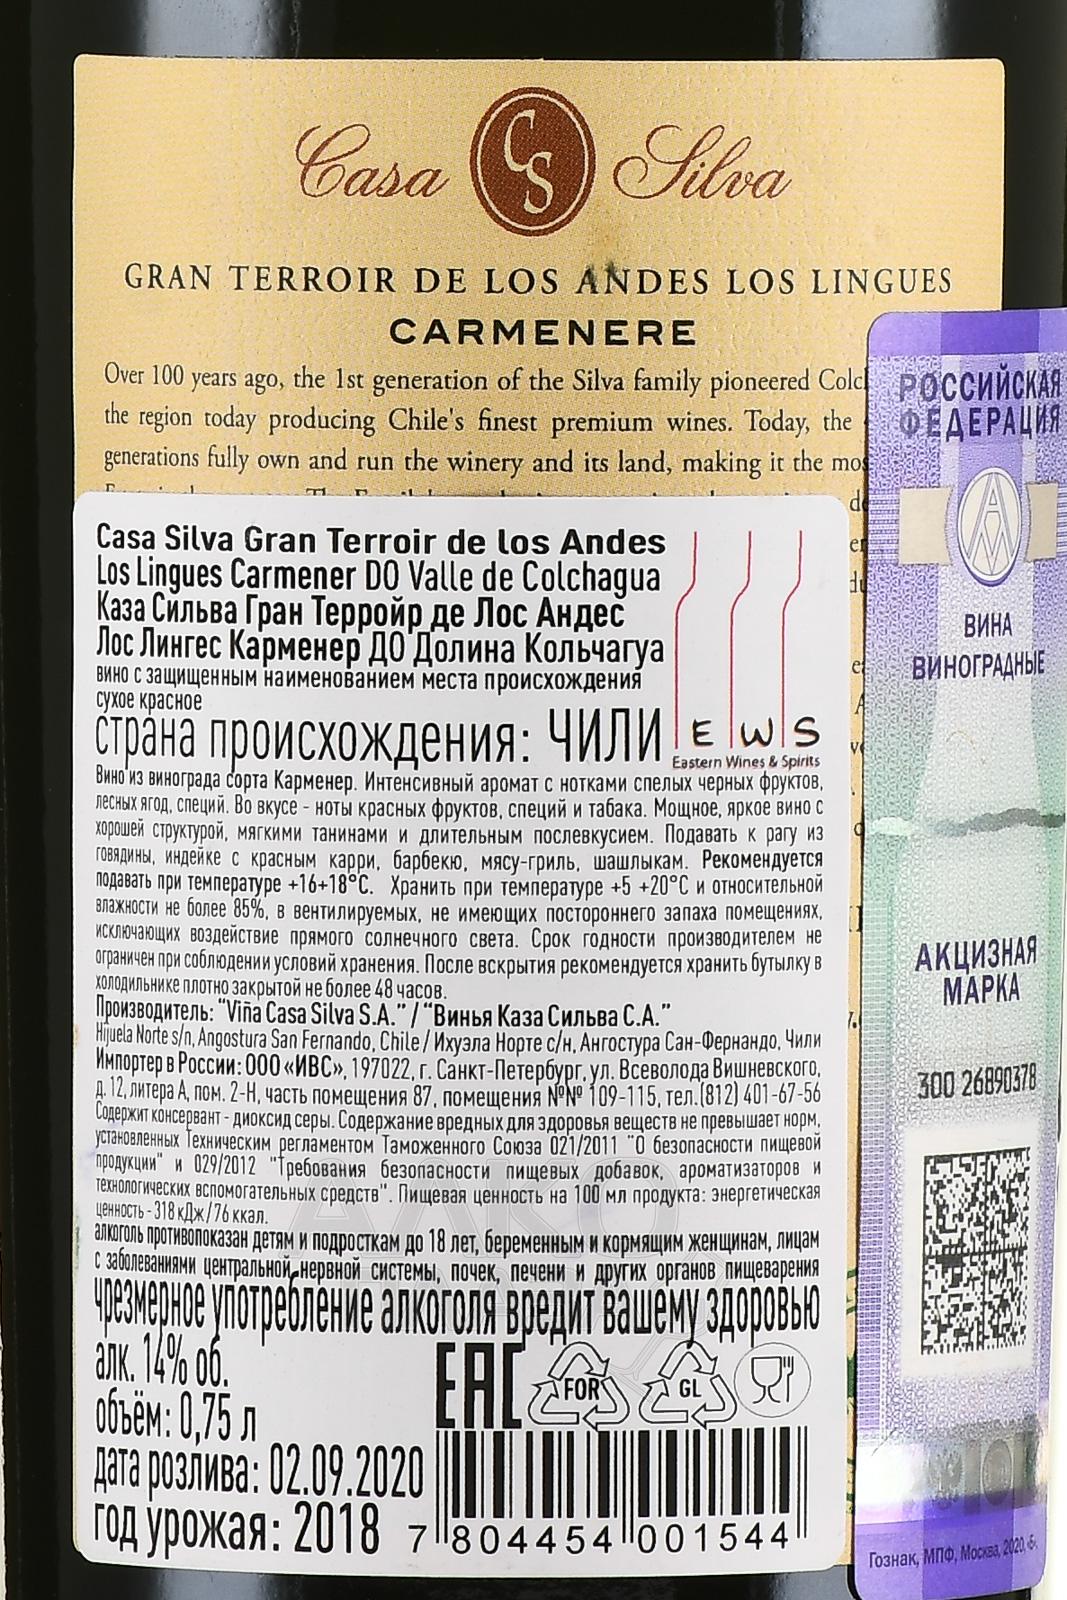 Casa CS Silva
GRAN TERROIR DE LOS ANDES LOS LINGUES
CARMENERE
Over 100 years ago, the 1st generation of the Silva family pioneered
the region today producing Chile's finest premium wines. Today, the
generations fully own and run the winery and its land, making it the
Casa Silva Gran Terroir de los Andes
Los Lingues Carmener DO Valle de Colchagua
Каза Сильва Гран Терройр де Лос Андес
Лос Лингес Карменер ДО Долина Кольчагуа
вино с защищенным наименованием места происхождения
сухое красное
страна происхождения: ЧИЛИ
E W S
Eastern Wines & Spirits
Вино из винограда сорта Карменер. Интенсивный аромат с нотками спелых черных фруктов,
лесных ягод, специй. Во вкусе - ноты красных фруктов, специй и табака. Мощное, яркое вино с
хорошей структурой, мягкими танинами и длительным послевкусием. Подавать к рагу из
говядины, индейке с красным карри, барбекю, мясу-гриль, шашлыкам. Рекомендуется
подавать при температуре +16+18°C. Хранить при температуре +5 +20°C и относительной
влажности не более 85%, в вентилируемых, не имеющих постороннего запаха помещениях,
исключающих воздействие прямого солнечного света. Срок годности производителем не
ограничен при соблюдении условий хранения. После вскрытия рекомендуется хранить бутылку в
холодильнике плотно закрытой не более 48 часов.
Производитель: "Viña Casa Silva S.A." / "Винья Каза Сильва С.А."
Hijuela Norte s/n, Angostura San Fernando, Chile / Ихуэла Норте с/н, Ангостура Сан-Фернандо, Чили
Импортер в России: ООО «ИВС», 197022, г. Санкт-Петербург, ул. Всеволода Вишневского,
д. 12, литера А, пом. 2-Н, часть помещения 87, помещения №№ 109-115, тел.(812) 401-67-56
Содержит консервант - диоксид серы. Содержание вредных для здоровья веществ не превышает норм,
установленных Техническим регламентом Таможенного Союза 021/2011 "О безопасности пищевой
продукции" и 029/2012 "Требования безопасности пищевых добавок, ароматизаторов и
технологических вспомогательных средств". Пищевая ценность на 100 мл продукта: энергетическая
ценность - 318 кДж/76 ккал.
алкоголь противопоказан детям и подросткам до 18 лет, беременным и кормящим женщинам, лицам
с заболеваниями центральной нервной системы, почек, печени и других органов пищеварения
чрезмерное употребление алкоголя вредит вашему здоровью
алк. 14% об.
объём: 0,75 л
дата розлива: 02.09.2020
год урожая: 2018
EAC
FOR
GL
7 804454 001544
РОССИЙСКАЯ
ФЕДЕРАЦИЯ
ВИНА
ВИНОГРАДНЫЕ
АКЦИЗНАЯ
МАРКА
300 26890378
Гознак, МПФ, Москва, 2020,